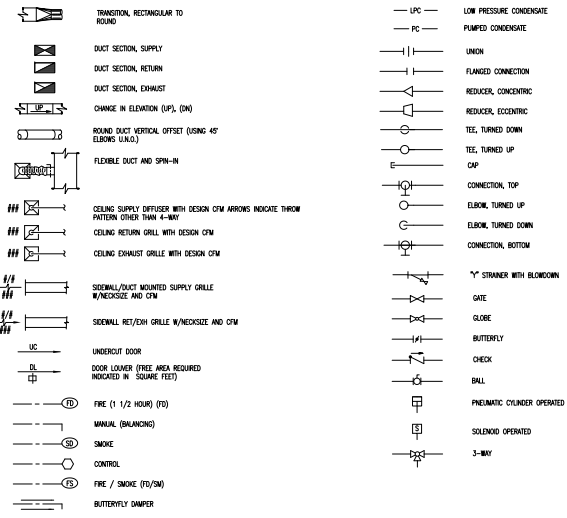 TRANSITION, RECTANGULAR TO
ROUND
DUCT SECTION, SUPPLY
DUCT SECTION, RETURN
DUCT SECTION, EXHAUST
UP
CHANGE IN ELEVATION (UP), (DN)
ROUND DUCT VERTICAL OFFSET (USING 45°
ELBOWS U.N.O.)
FLEXIBLE DUCT AND SPIN-IN
###
CEILING SUPPLY DIFFUSER WITH DESIGN CFM ARROWS INDICATE THROW
PATTERN OTHER THAN 4-WAY
###
CEILING RETURN GRILL WITH DESIGN CFM
###
CEILING EXHAUST GRILLE WITH DESIGN CFM
#/#
###
SIDEWALL/DUCT MOUNTED SUPPLY GRILLE
W/NECKSIZE AND CFM
#/#
###
SIDEWALL RET/EXH GRILLE W/NECKSIZE AND CFM
UC
UNDERCUT DOOR
DL
DOOR LOUVER (FREE AREA REQUIRED
INDICATED IN SQUARE FEET)
FD
FIRE (1 1/2 HOUR) (FD)
MANUAL (BALANCING)
SD
SMOKE
CONTROL
FS
FIRE / SMOKE (FD/SM)
BUTTERYFLY DAMPER
LPC
LOW PRESSURE CONDENSATE
PC
PUMPED CONDENSATE
UNION
FLANGED CONNECTION
REDUCER, CONCENTRIC
REDUCER, ECCENTRIC
TEE, TURNED DOWN
TEE, TURNED UP
CAP
CONNECTION, TOP
ELBOW, TURNED UP
ELBOW, TURNED DOWN
CONNECTION, BOTTOM
"Y" STRAINER WITH BLOWDOWN
GATE
GLOBE
BUTTERFLY
CHECK
BALL
PNEUMATIC CYLINDER OPERATED
S
SOLENOID OPERATED
3-WAY